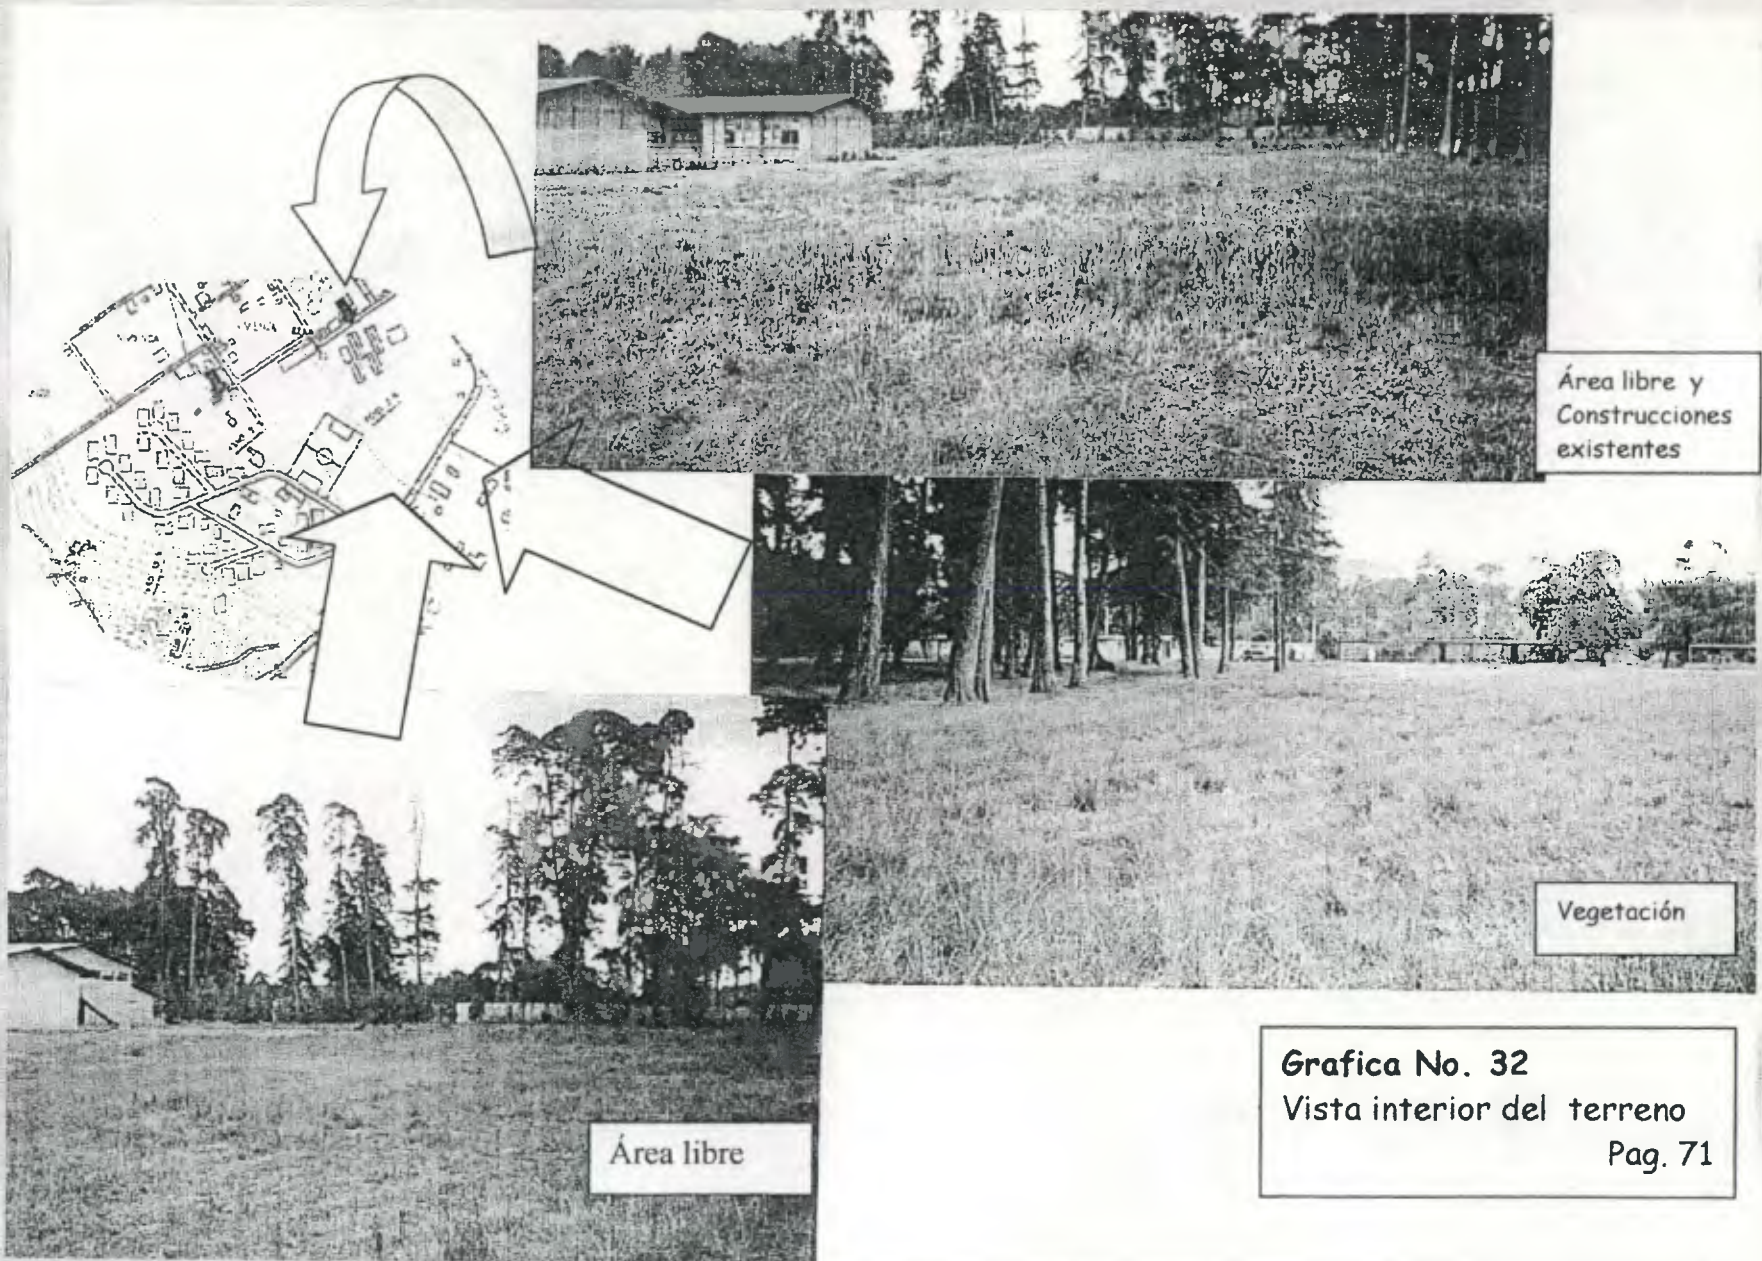 Área libre y
Construcciones
existentes
Vegetación
Área libre
Grafica No. 32
Vista interior del terreno
Pag. 71